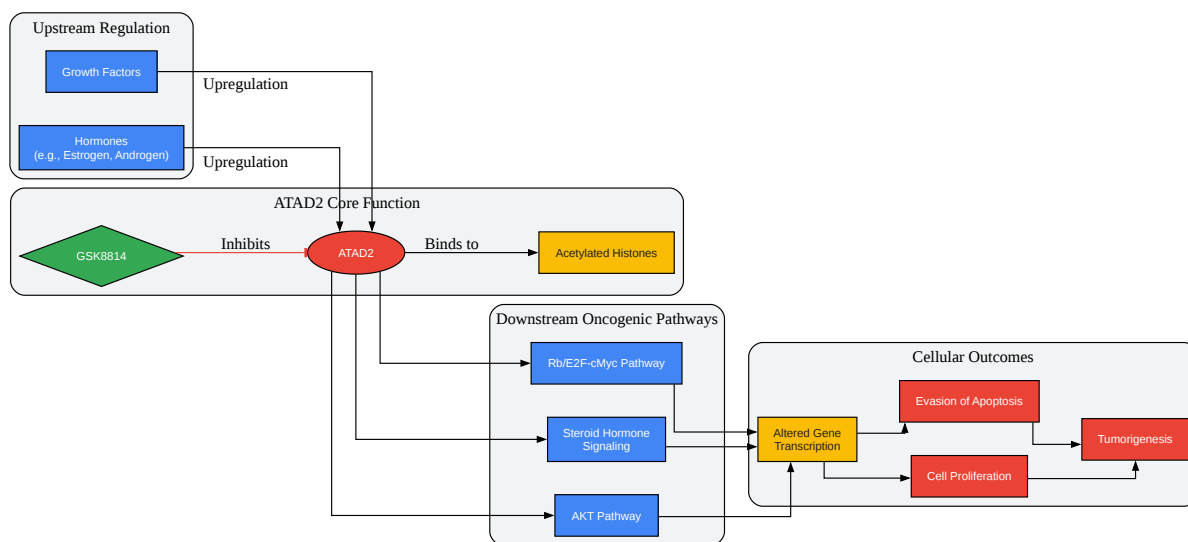 Upstream Regulation
Growth Factors
Upregulation
Hormones
(e.g., Estrogen, Androgen)
Upregulation
ATAD2 Core Function
GSK8814
Inhibits
ATAD2
Binds to
Acetylated Histones
Downstream Oncogenic Pathways
Rb/E2F-cMyc Pathway
Steroid Hormone
Signaling
AKT Pathway
Cellular Outcomes
Altered Gene
Transcription
Evasion of Apoptosis
Cell Proliferation
Tumorigenesis